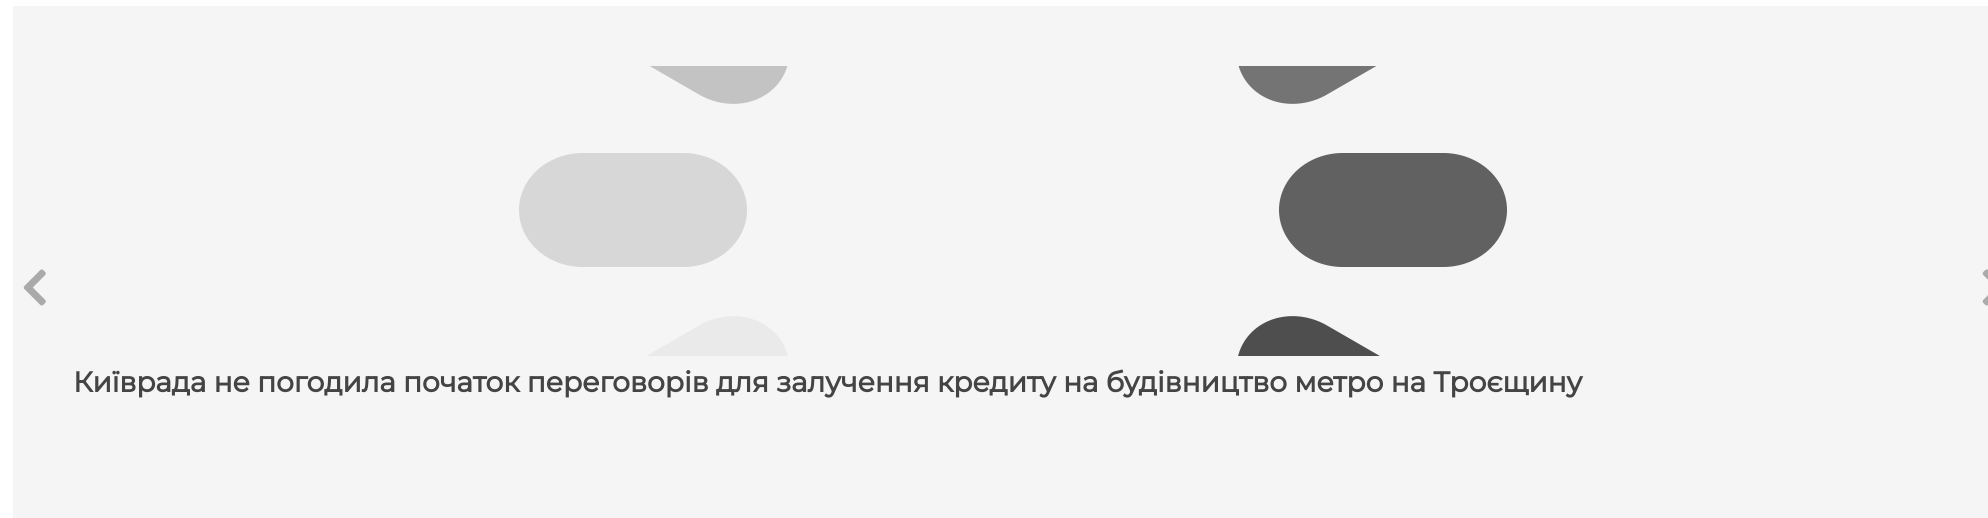 Київрада не погодила початок переговорів для залучення кредиту на будівництво метро на Троєщину